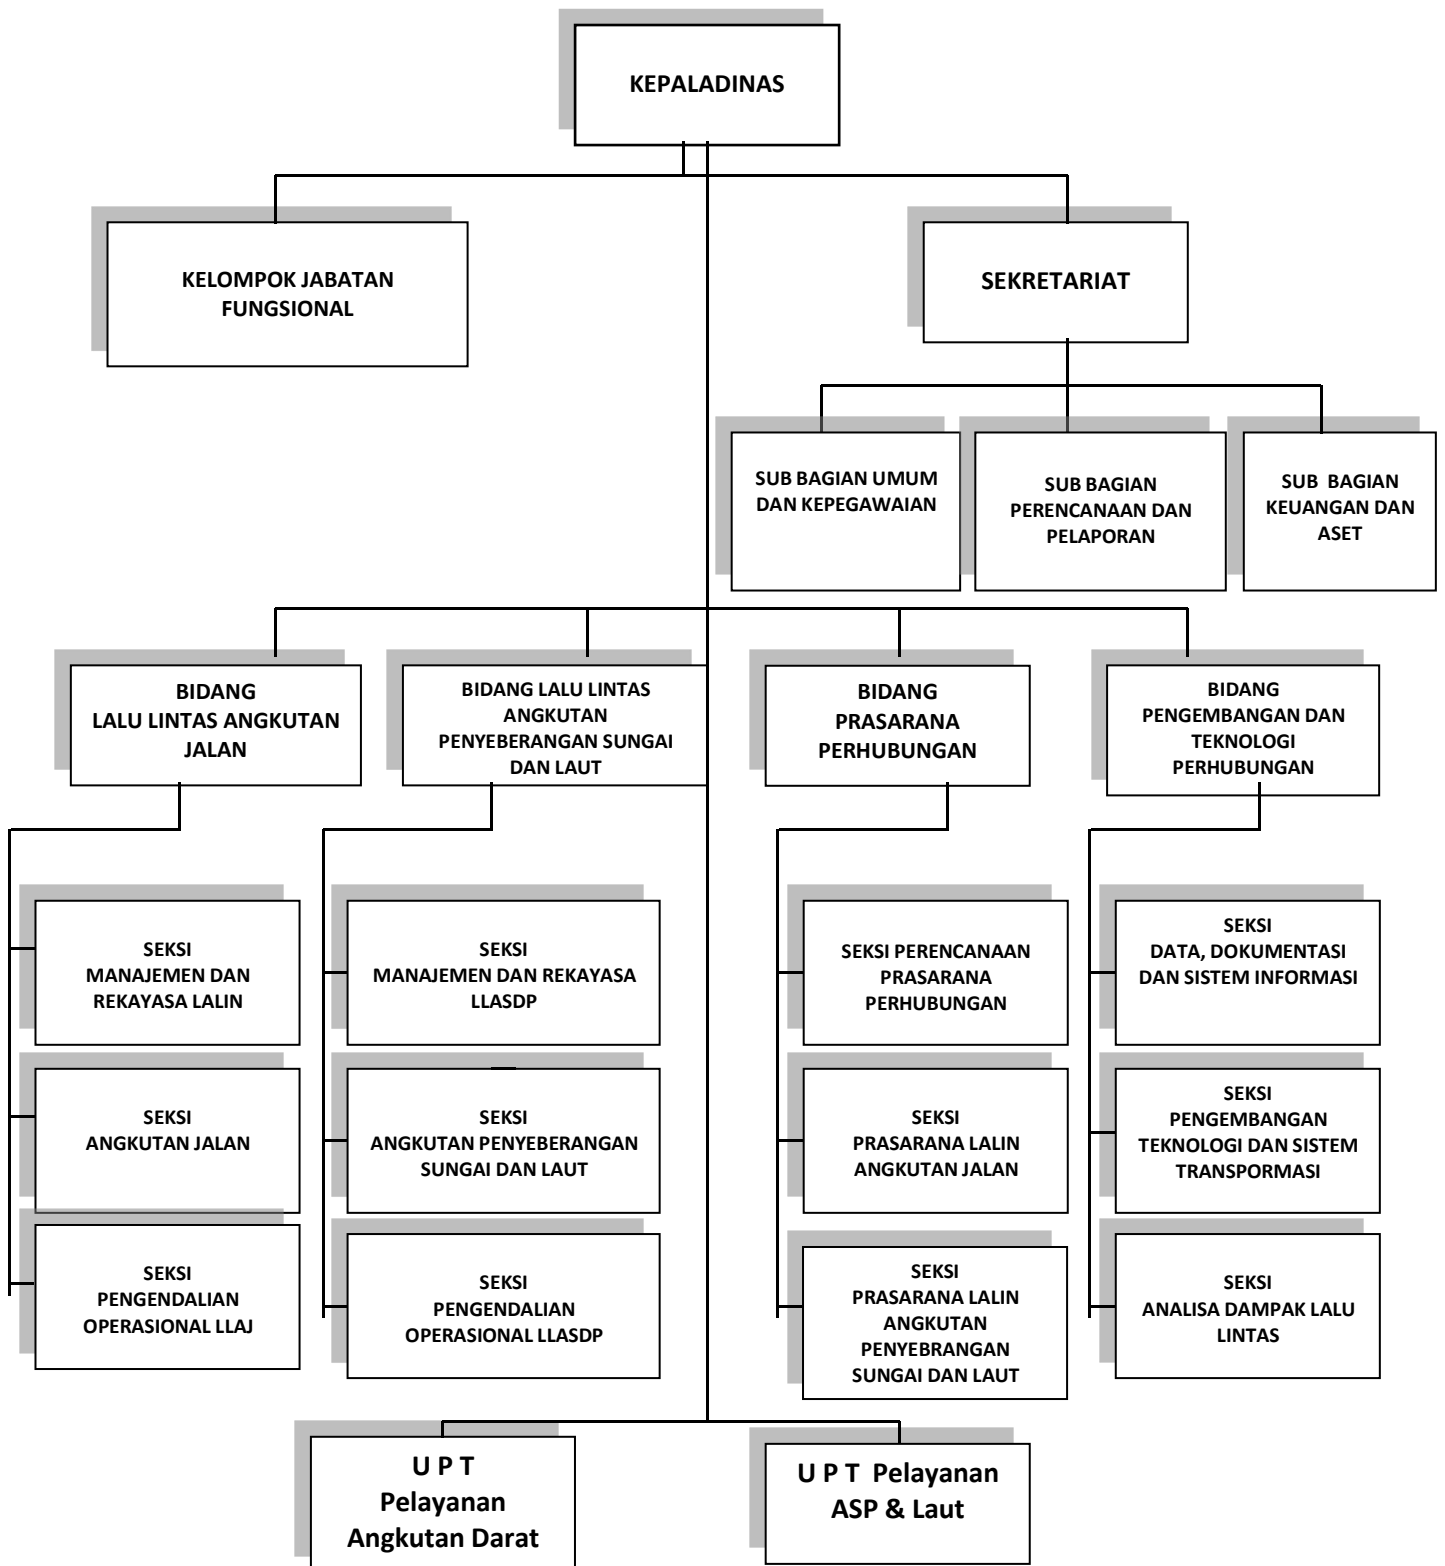 KEPALADINAS
KELOMPOK JABATAN
FUNGSIONAL
SEKRETARIAT
SUB BAGIAN UMUM
DAN KEPEGAWAIAN
SUB BAGIAN
PERENCANAAN DAN
PELAPORAN
SUB BAGIAN
KEUANGAN DAN
ASET
BIDANG
LALU LINTAS ANGKUTAN
JALAN
BIDANG LALU LINTAS
ANGKUTAN
PENYEBERANGAN SUNGAI
DAN LAUT
BIDANG
PRASARANA
PERHUBUNGAN
BIDANG
PENGEMBANGAN DAN
TEKNOLOGI
PERHUBUNGAN
SEKSI
MANAJEMEN DAN
REKAYASA LALIN
SEKSI
MANAJEMEN DAN REKAYASA
LLASDP
SEKSI PERENCANAAN
PRASARANA
PERHUBUNGAN
SEKSI
DATA, DOKUMENTASI
DAN SISTEM INFORMASI
SEKSI
ANGKUTAN JALAN
SEKSI
ANGKUTAN PENYEBERANGAN
SUNGAI DAN LAUT
SEKSI
PRASARANA LALIN
ANGKUTAN JALAN
SEKSI
PENGEMBANGAN
TEKNOLOGI DAN SISTEM
TRANSPORMASI
SEKSI
PENGENDALIAN
OPERASIONAL LLAJ
SEKSI
PENGENDALIAN
OPERASIONAL LLASDP
SEKSI
PRASARANA LALIN
ANGKUTAN
PENYEBRANGAN
SUNGAI DAN LAUT
SEKSI
ANALISA DAMPAK LALU
LINTAS
U P T
Pelayanan
Angkutan Darat
U P T Pelayanan
ASP & Laut